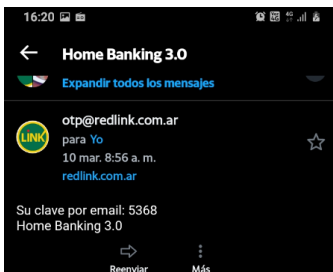 16:20
Home Banking 3.0
Expandir todos los mensajes
LINK
otp@redlink.com.ar
para Yo
10 mar. 8:56 a. m.
redlink.com.ar
Su clave por email: 5368
Home Banking 3.0
Reenviar
Más